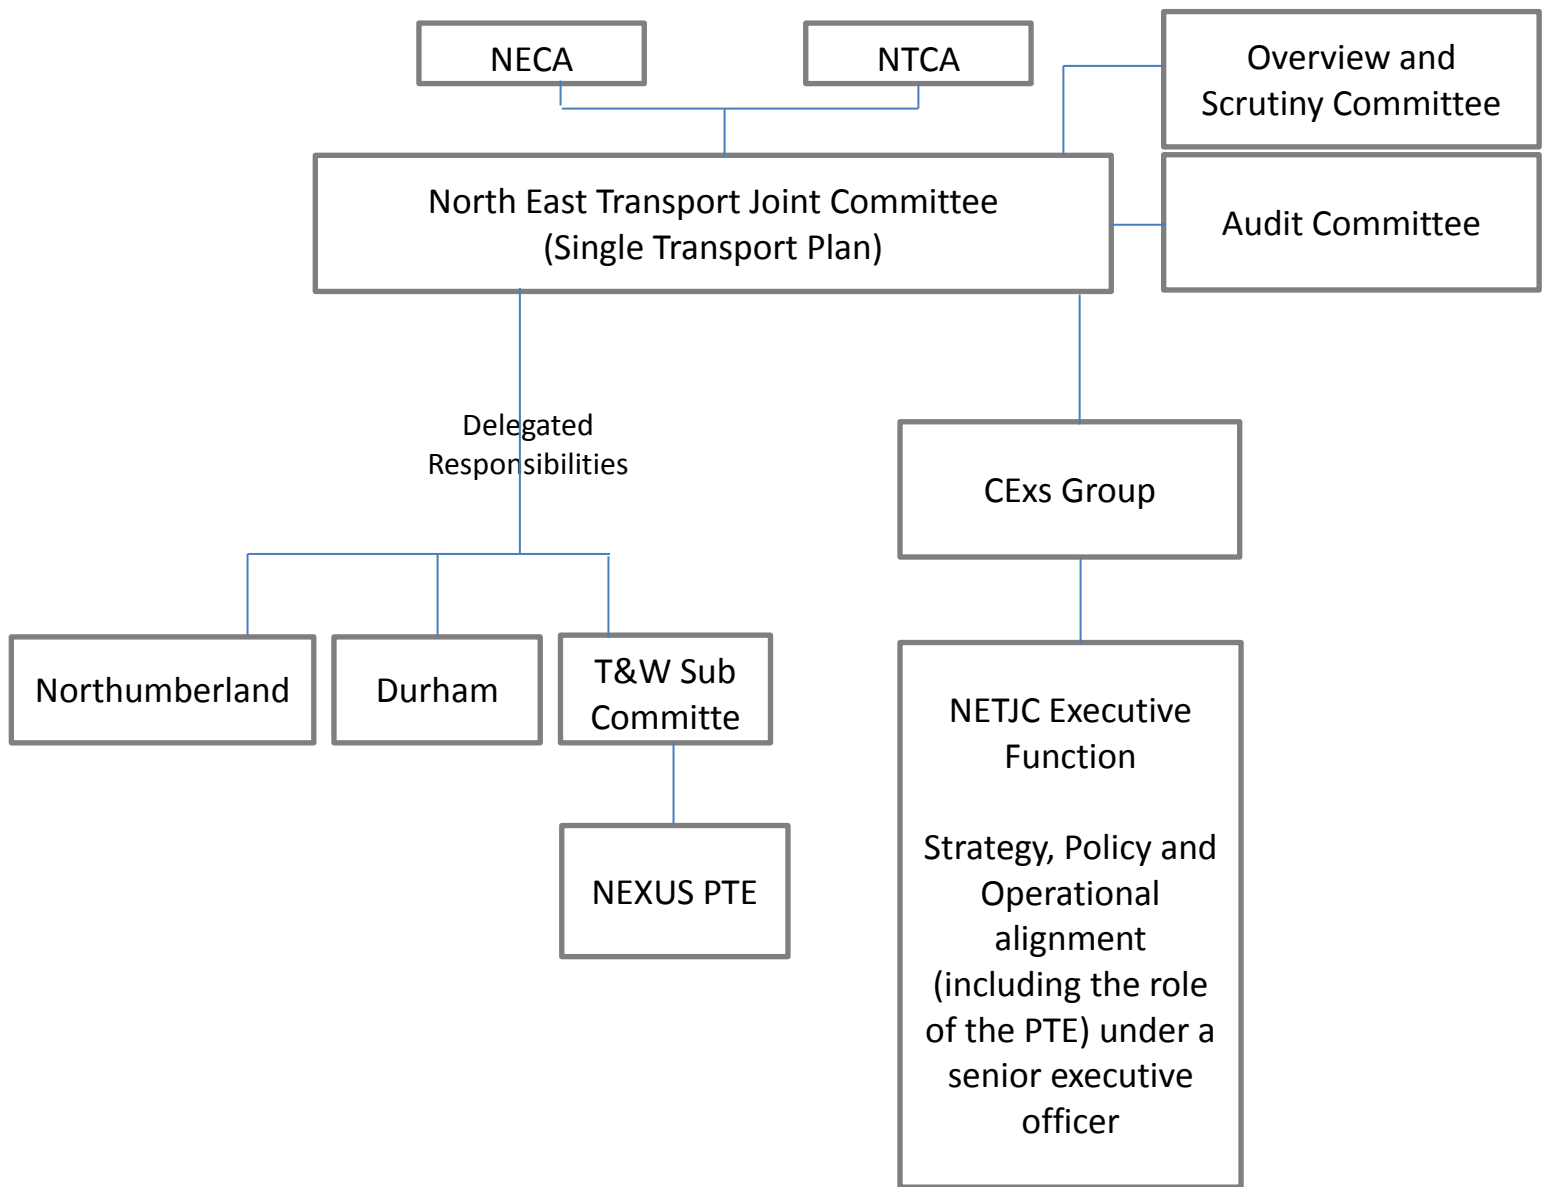 NECA
NTCA
Overview and
Scrutiny Committee
North East Transport Joint Committee
(Single Transport Plan)
Audit Committee
Delegated
Responsibilities
CExs Group
Northumberland
Durham
T&W Sub
Committe
NEXUS PTE
NETJC Executive
Function
Strategy, Policy and
Operational
alignment
(including the role
of the PTE) under a
senior executive
officer